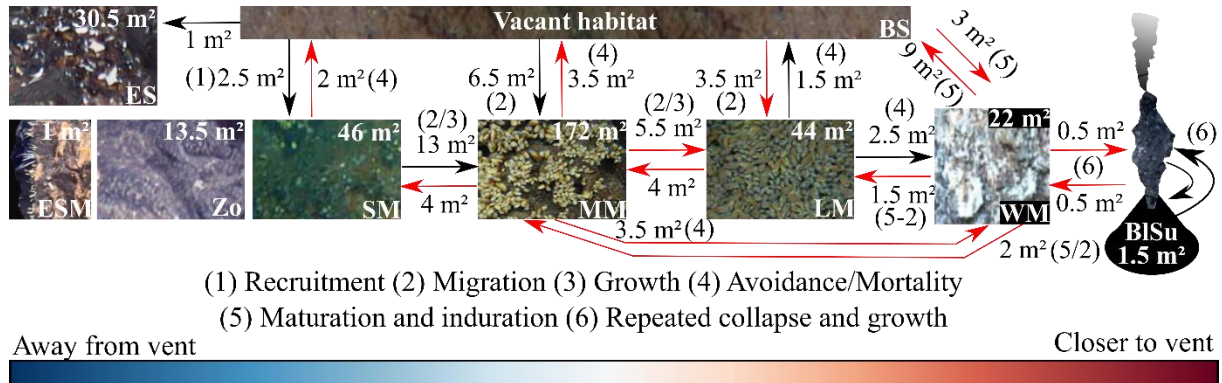 30.5 m²
Vacant habitat
BS
1 m²
ES
(1) 2.5 m²
2 m² (4)
6.5 m²
(2)
(4)
3.5 m²
3.5 m²
(2)
(4)
1.5 m²
3 m² (5)
9 m² (5)
1 m²
ESM
13.5 m²
Zo
46 m²
SM
(2/3)
13 m²
4 m²
172 m²
MM
(2/3)
5.5 m²
4 m²
44 m²
LM
(4)
2.5 m²
1.5 m²
(5-2)
22 m²
WM
0.5 m²
(6)
0.5 m²
(6)
BlSu
1.5 m²
3.5 m² (4)
2 m² (5/2)
(1) Recruitment (2) Migration (3) Growth (4) Avoidance/Mortality
(5) Maturation and induration (6) Repeated collapse and growth
Away from vent
Closer to vent